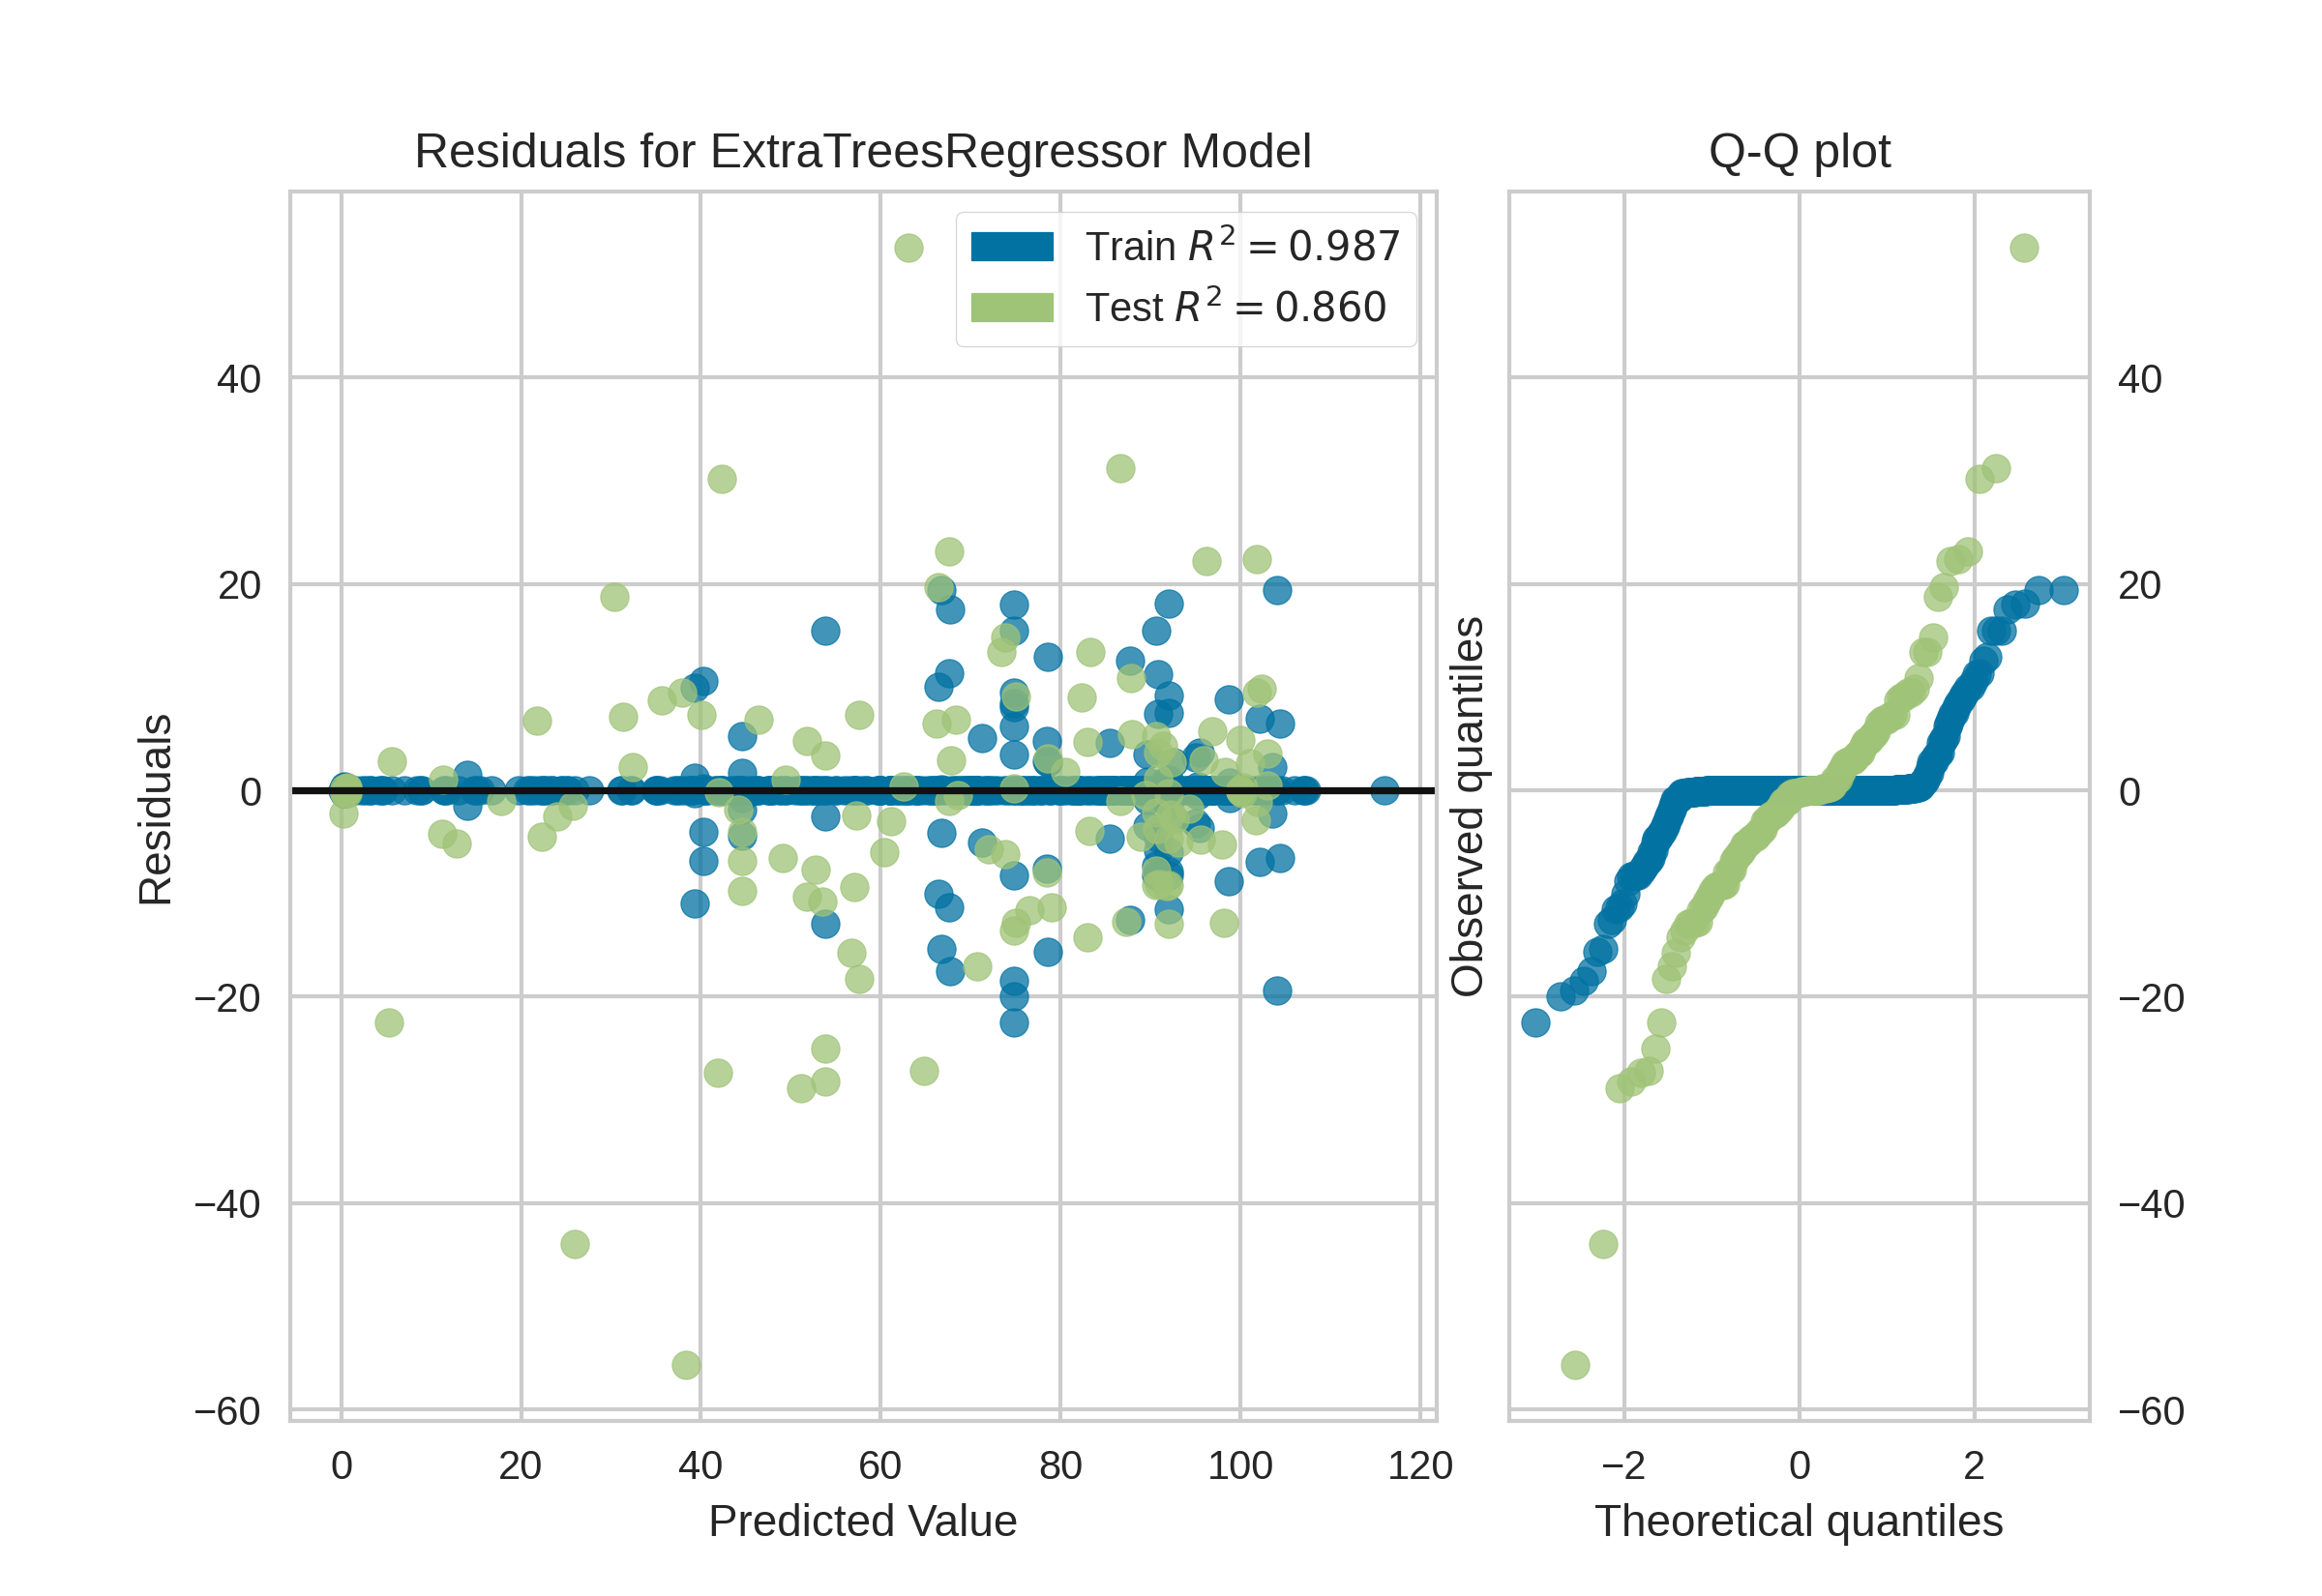 Residuals for ExtraTreesRegressor Model
Train R² = 0.987
Test R² = 0.860
Residuals
40
20
0
−20
−40
−60
0 20 40 60 80 100 120
Predicted Value
Q-Q plot
Observed quantiles
40
20
0
−20
−40
−60
−2 0 2
Theoretical quantiles